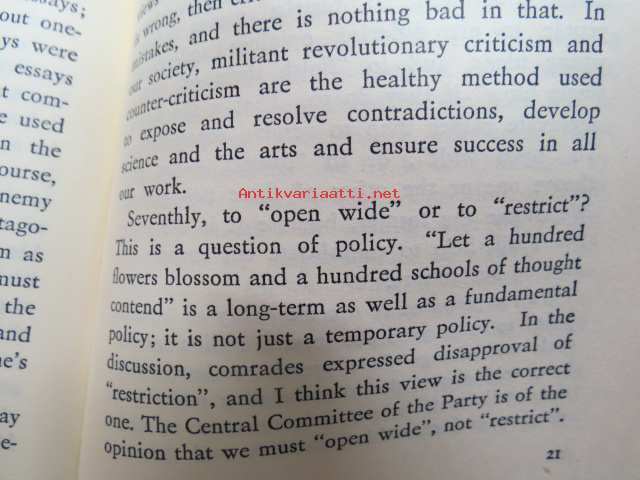 says;
out one-
ys were
essays
t com-
e used
n the
ourse,
nemy
tago-
m as
must
the
and
e's
ay
e-
views
is wrong, then
mistakes, and there is nothing bad in that. In
our society, militant revolutionary criticism and
counter-criticism are the healthy method used
to expose and resolve contradictions, develop
science and the arts and ensure success in all
our work.
Antikvariaatti.net
Seventhly, to “open wide” or to “restrict”?
This is a question of policy. “Let a hundred
flowers blossom and a hundred schools of thought
contend” is a long-term as well as a fundamental
policy; it is not just a temporary policy. In the
discussion, comrades expressed disapproval of
“restriction”, and I think this view is the correct
one. The Central Committee of the Party is of the
opinion that we must “open wide”, not “restrict”.
21